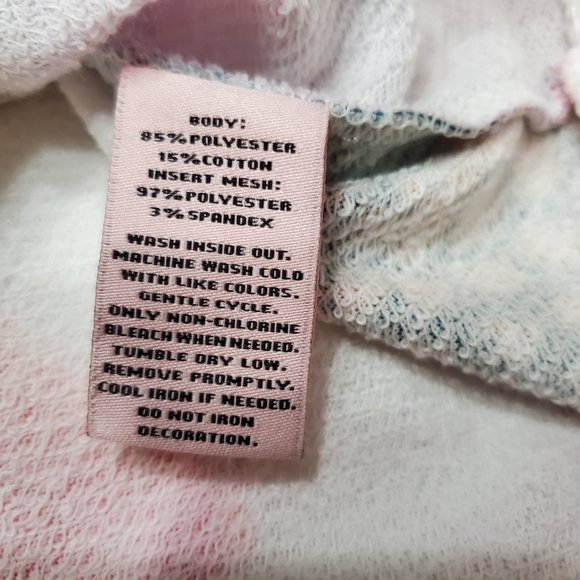 BODY:
85% POLYESTER
15% COTTON
INSERT MESH:
97% POLYESTER
3% SPANDEX
WASH INSIDE OUT.
MACHINE WASH COLD
WITH LIKE COLORS.
GENTLE CYCLE.
ONLY NON-CHLORINE
BLEACH WHEN NEEDED.
TUMBLE DRY LOW.
REMOVE PROMPTLY.
COOL IRON IF NEEDED.
DO NOT IRON
DECORATION.